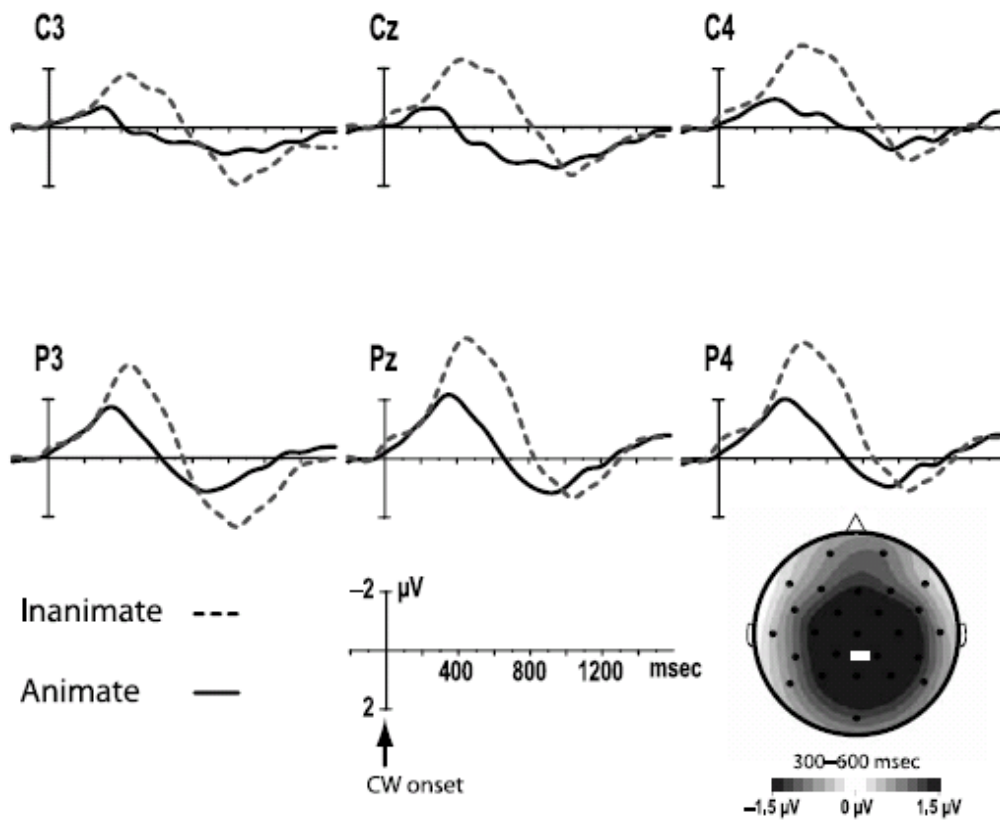 C3 Cz C4
P3 Pz P4
–2 μV
Inanimate
400 800 1200 msec
Animate
2
CW onset
300–600 msec
–1.5 μV 0 μV 1.5 μV